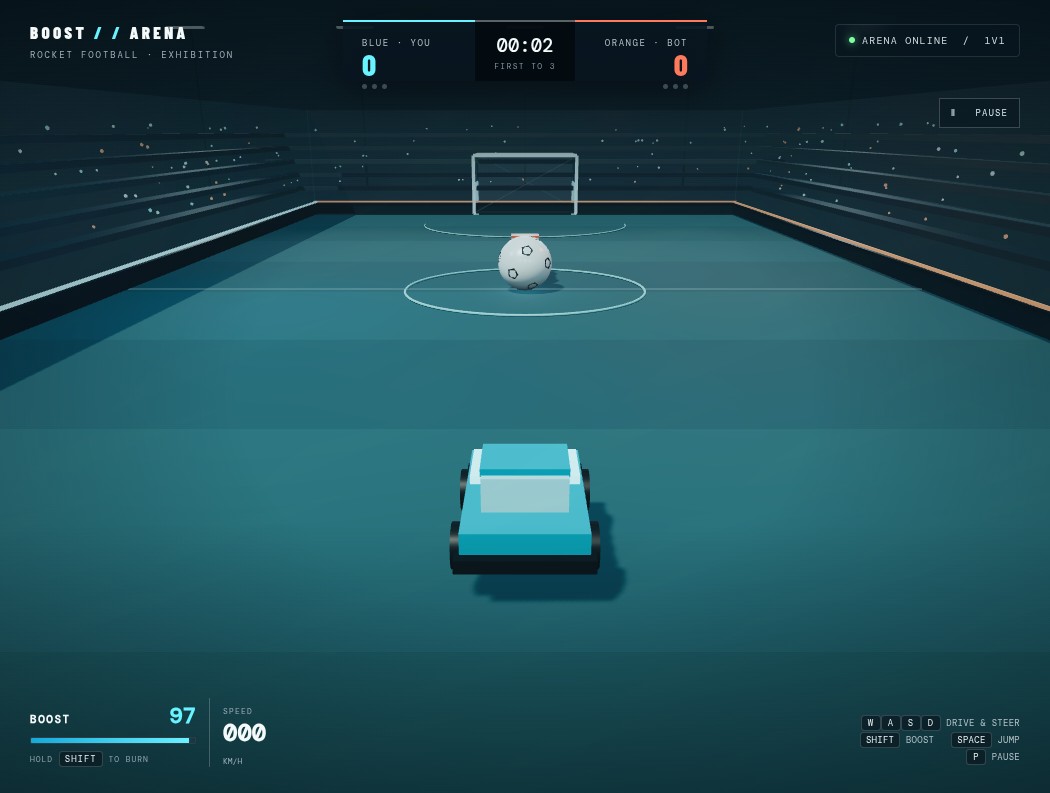 BOOST // ARENA
ROCKET FOOTBALL · EXHIBITION
BLUE · YOU
0
00:02
FIRST TO 3
ORANGE · BOT
0
ARENA ONLINE / 1V1
PAUSE
BOOST 97
HOLD SHIFT TO BURN
SPEED
000
KM/H
W A S D DRIVE & STEER
SHIFT BOOST SPACE JUMP
P PAUSE